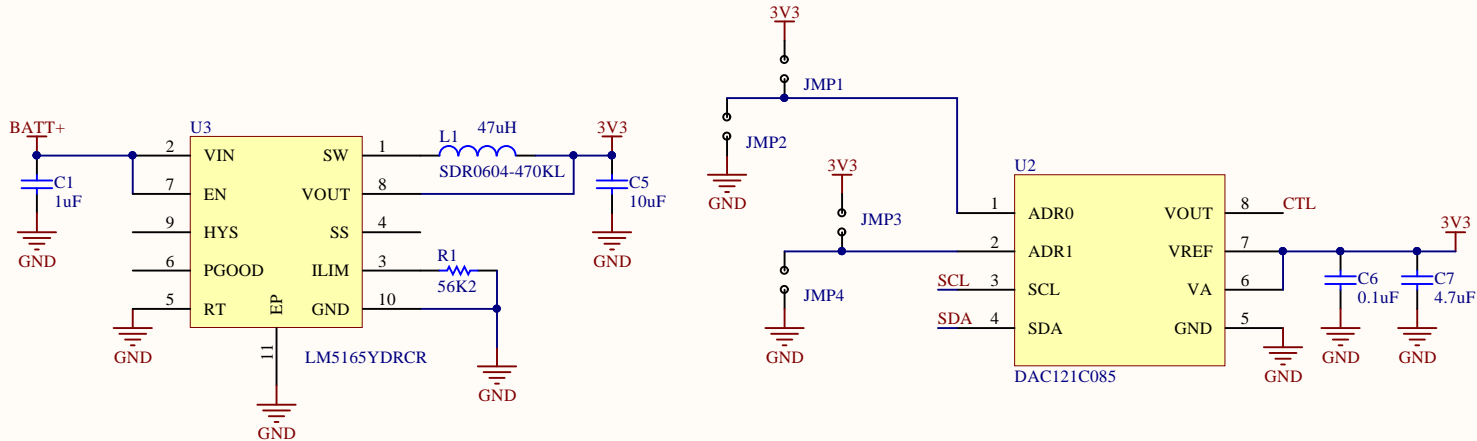 BATT+
C1
1uF
GND
U3
2 VIN SW 1
7 EN VOUT 8
9 HYS SS 4
6 PGOOD ILIM 3
5 RT GND 10
EP
11
GND
LM5165YDRCR
GND
L1 47uH
SDR0604-470KL
3V3
C5
10uF
GND
R1
56K2
GND
3V3
JMP1
JMP2
GND
3V3
JMP3
JMP4
GND
U2
1 ADR0 VOUT 8 CTL
2 ADR1 VREF 7
SCL 3 SCL VA 6
SDA 4 SDA GND 5
DAC121C085
GND
3V3
C6
0.1uF
GND
C7
4.7uF
GND